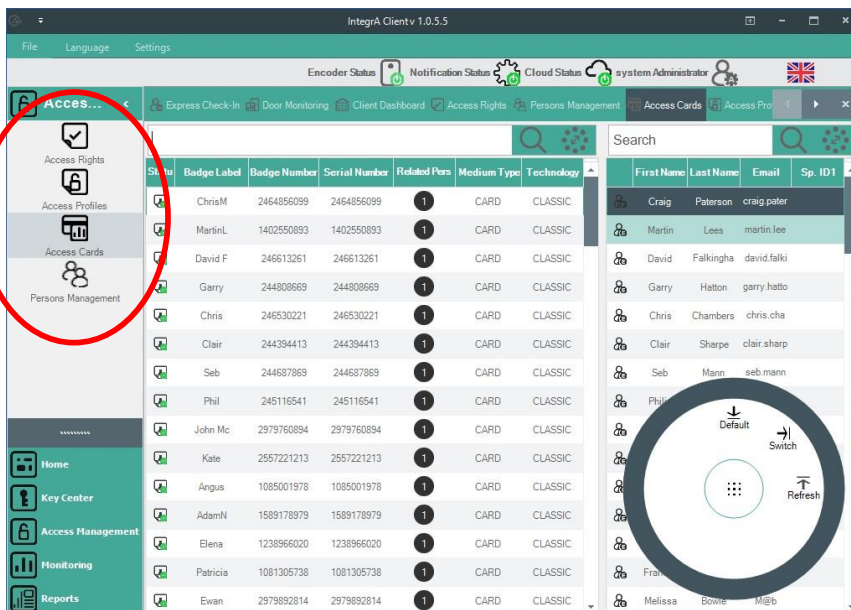 IntegrA Client v 1.0.5.5
File Language Settings
Encoder Status Notification Status Cloud Status system Administrator
Acces...
Express Check-In Door Monitoring Client Dashboard Access Rights Persons Management Access Cards Access Pro
Access Rights
Access Profiles
Access Cards
Persons Management
Home
Key Center
Access Management
Monitoring
Reports
Statu Badge Label Badge Number Serial Number Related Pers Medium Type Technology
ChrisM 2464856099 2464856099 1 CARD CLASSIC
MartinL 1402550893 1402550893 1 CARD CLASSIC
David F 246613261 246613261 1 CARD CLASSIC
Garry 244808669 244808669 1 CARD CLASSIC
Chris 246530221 246530221 1 CARD CLASSIC
Clair 244394413 244394413 1 CARD CLASSIC
Seb 244687869 244687869 1 CARD CLASSIC
Phil 245116541 245116541 1 CARD CLASSIC
John Mc 2979760894 2979760894 1 CARD CLASSIC
Kate 2557221213 2557221213 1 CARD CLASSIC
Angus 1085001978 1085001978 1 CARD CLASSIC
AdamN 1589178979 1589178979 1 CARD CLASSIC
Elena 1238966020 1238966020 1 CARD CLASSIC
Patricia 1081305738 1081305738 1 CARD CLASSIC
Ewan 2979892814 2979892814 1 CARD CLASSIC
Search
First Name Last Name Email Sp. ID1
Craig Paterson craig.pater
Martin Lees martin.lee
David Falkingha david.falki
Garry Hatton garry.hatto
Chris Chambers chris.cha
Clair Sharpe clair.sharp
Seb Mann seb.mann
Default
Switch
Refresh
Melissa Bowie M@b